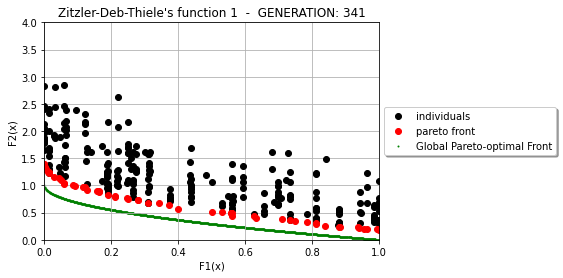 Zitzler-Deb-Thiele's function 1 - GENERATION: 341
4.0
3.5
3.0
2.5
2.0
1.5
1.0
0.5
0.0
F2(x)
0.0 0.2 0.4 0.6 0.8 1.0
F1(x)
individuals
pareto front
Global Pareto-optimal Front